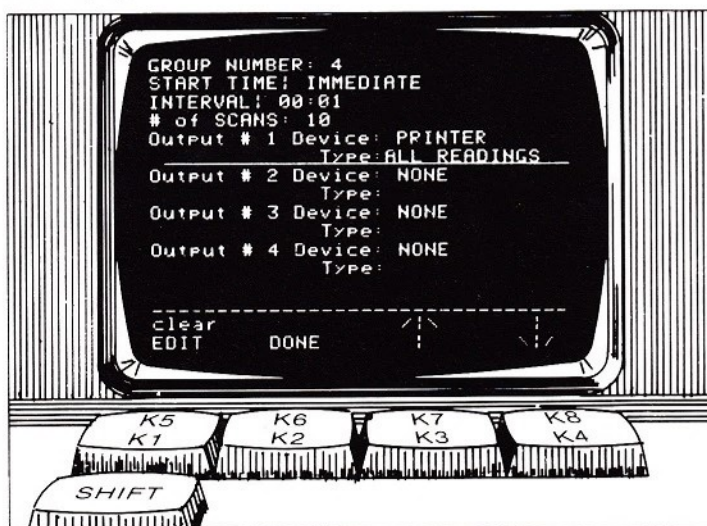 GROUP NUMBER: 4
START TIME: IMMEDIATE
INTERVAL: 00:01
# of SCANS: 10
Output # 1 Device: PRINTER
Type:ALL READINGS
Output # 2 Device: NONE
Type:
Output # 3 Device: NONE
Type:
Output # 4 Device: NONE
Type:
clear
EDIT DONE
K5 K6 K7 K8
K1 K2 K3 K4
SHIFT